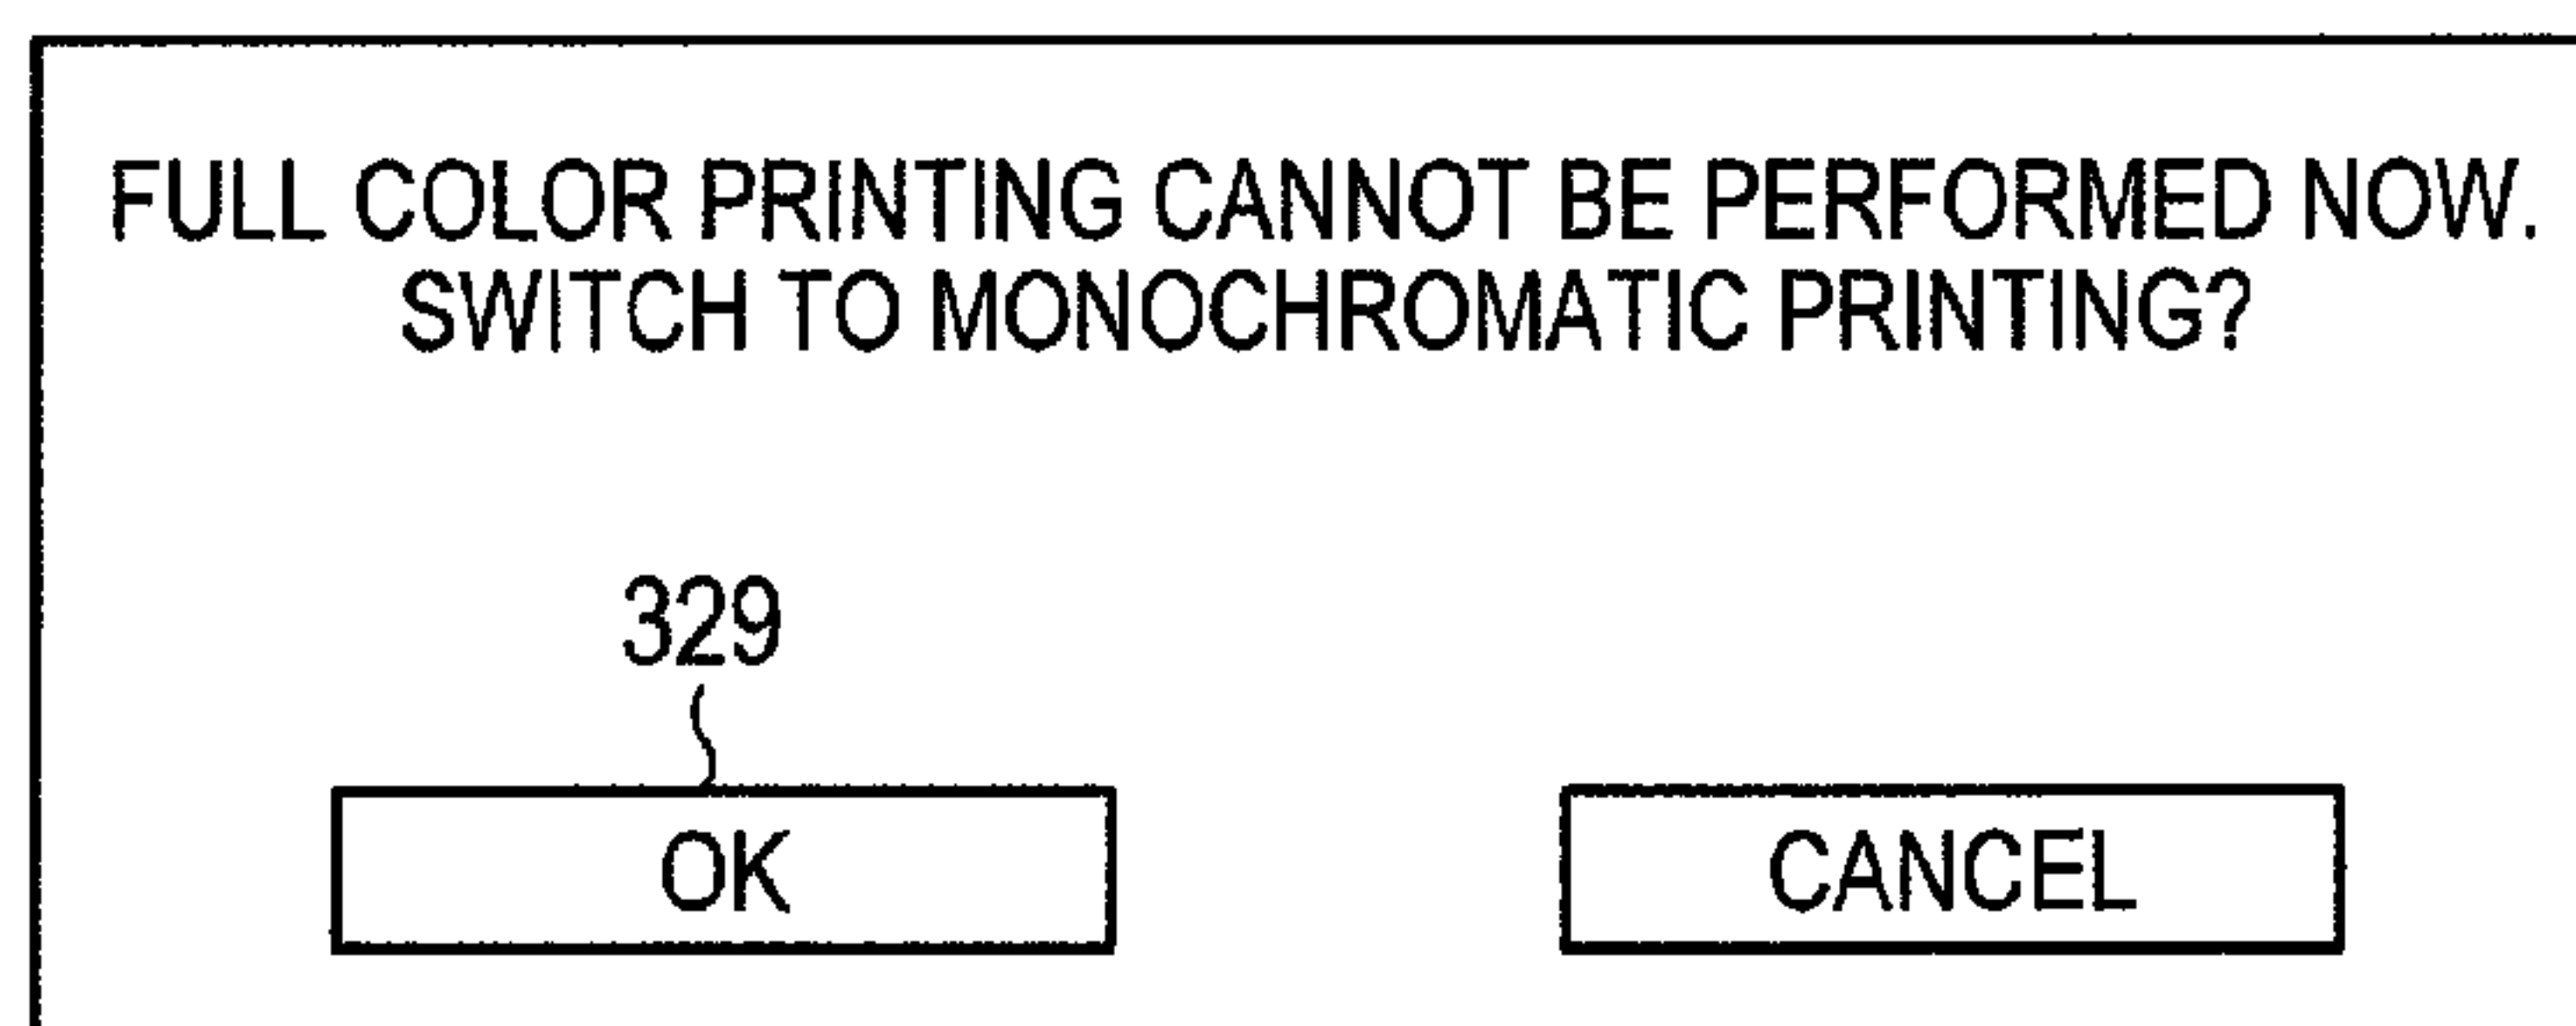 FULL COLOR PRINTING CANNOT BE PERFORMED NOW.
SWITCH TO MONOCHROMATIC PRINTING?
329
OK
CANCEL